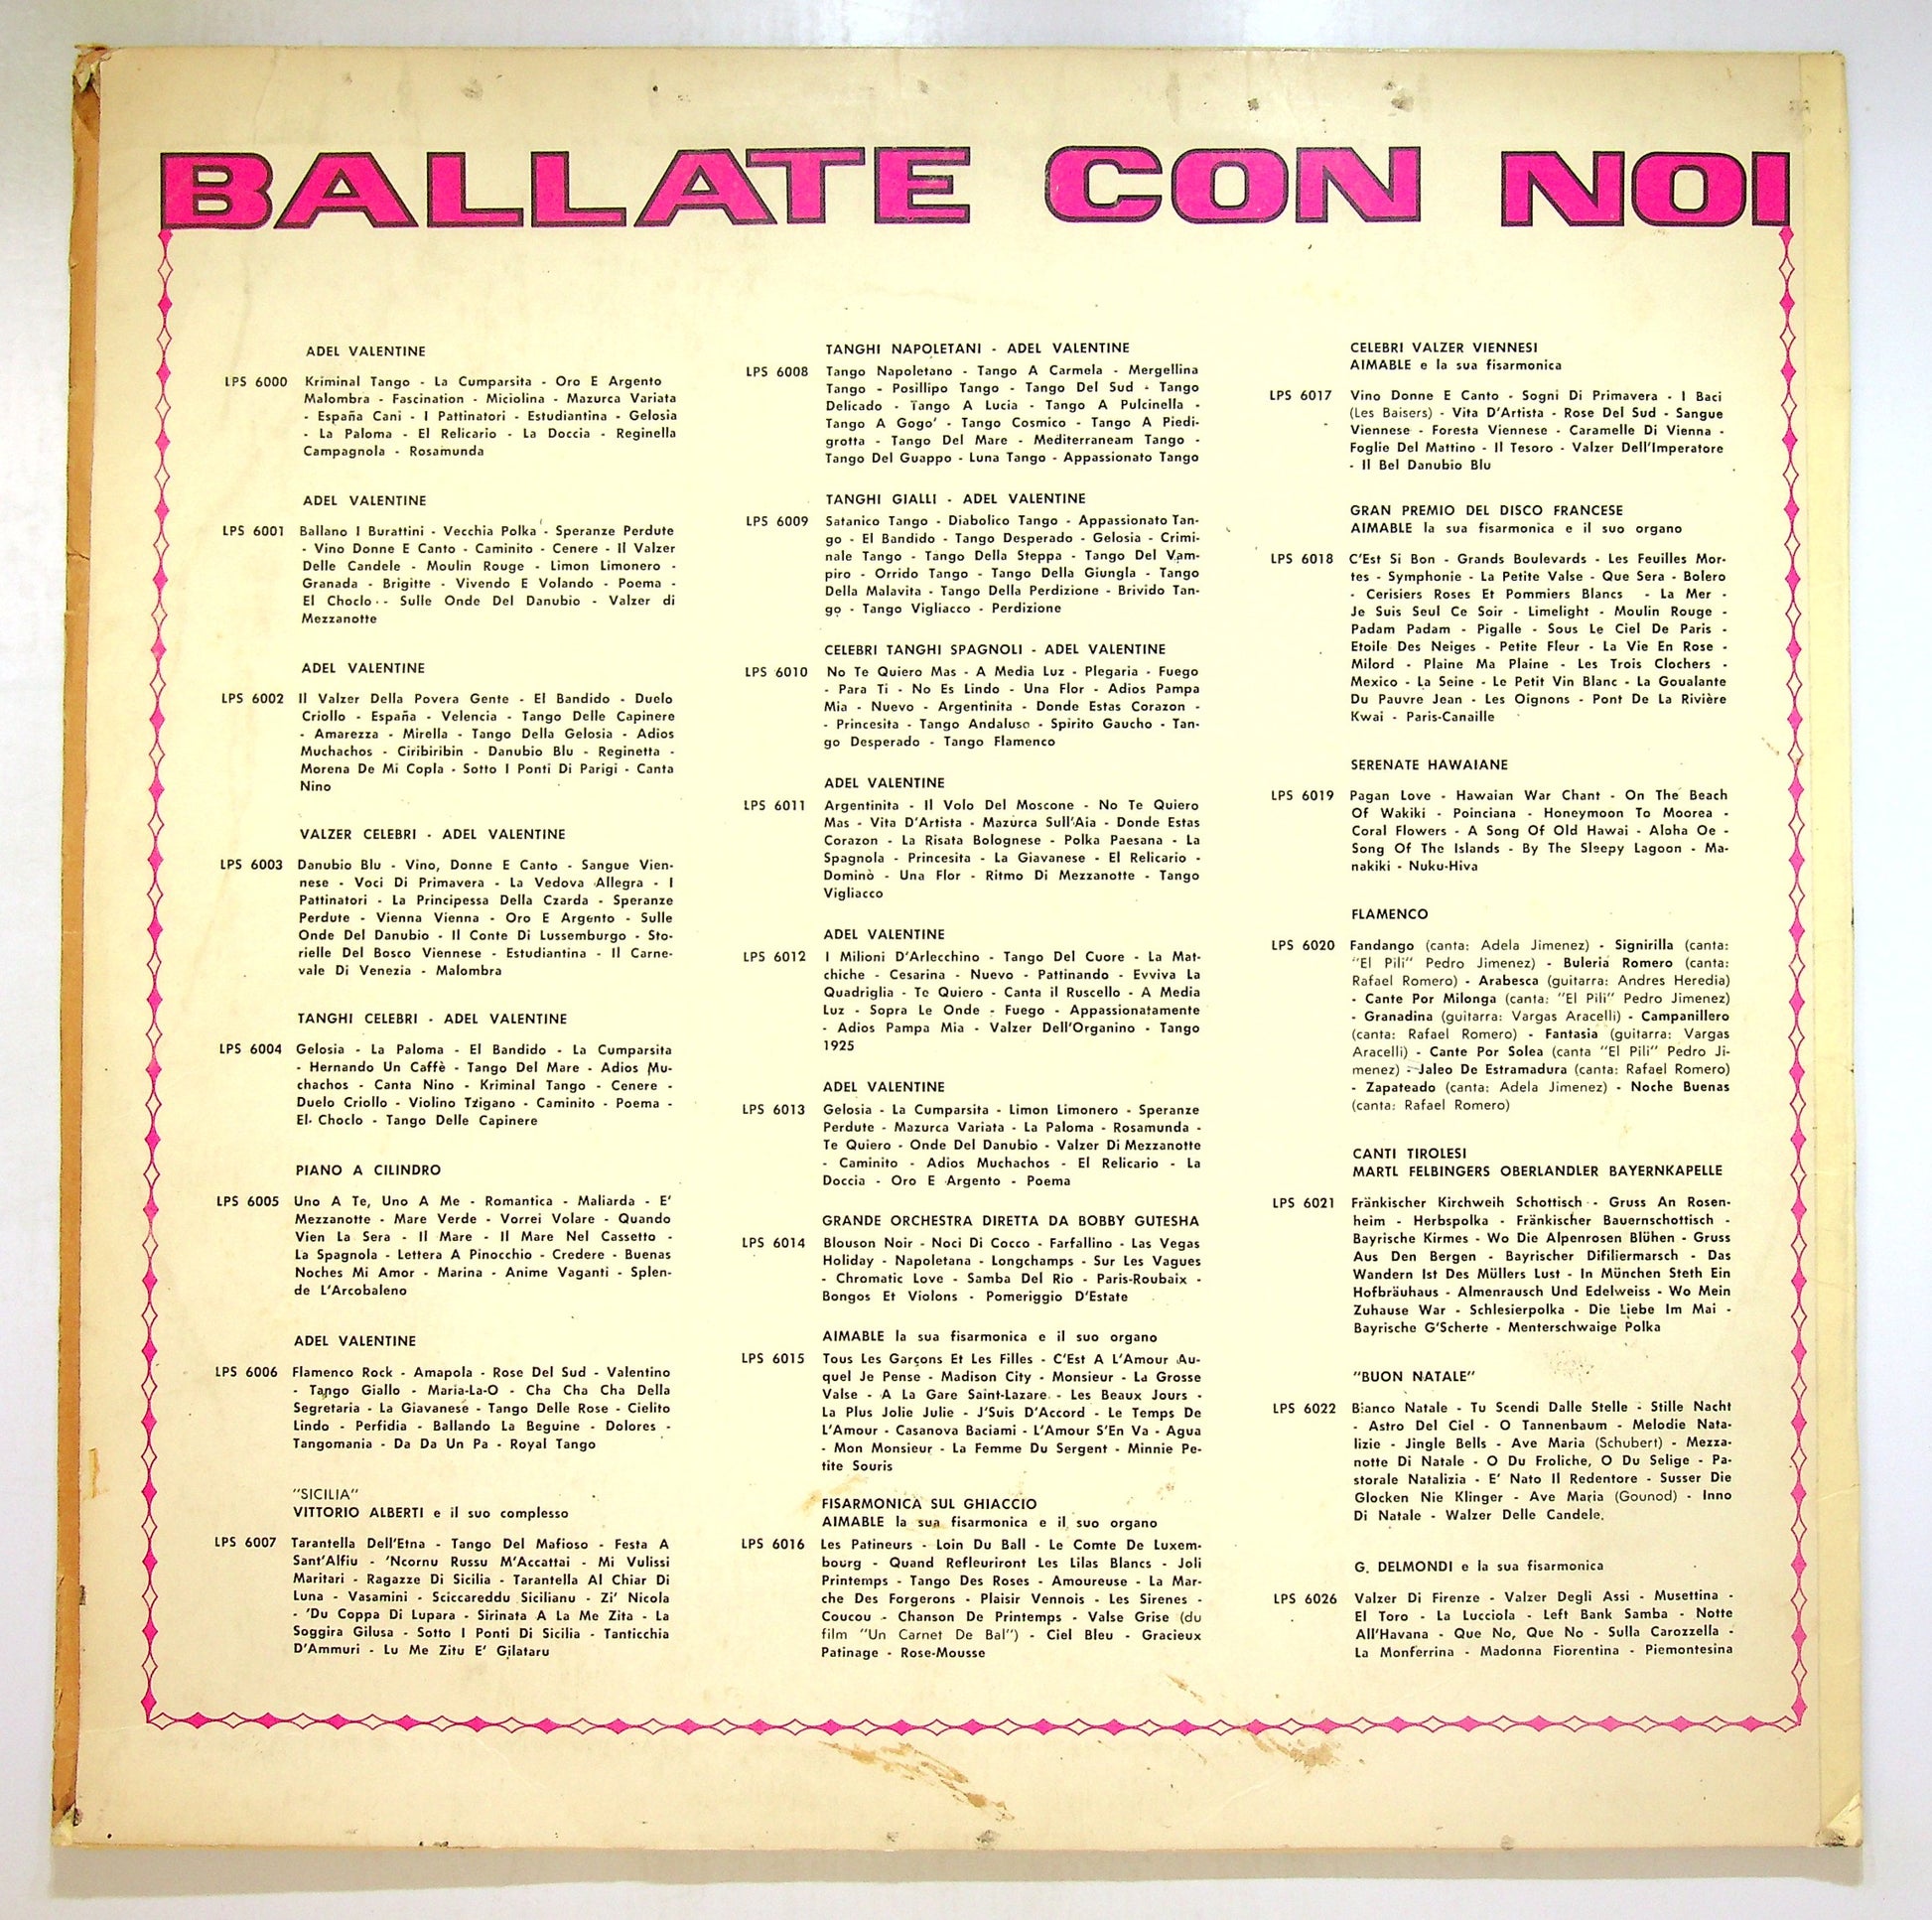 BALLATE CON NOI
ADEL VALENTINE
LPS 6000 Kriminal Tango - La Cumparsita - Oro E Argento
Malombra - Fascination - Miciolina - Mazurca Variata
- España Cani - I Pattinatori - Estudiantina - Gelosia
- La Paloma - El Relicario - La Doccia - Reginella
Campagnola - Rosamunda
ADEL VALENTINE
LPS 6001 Ballano I Burattini - Vecchia Polka - Speranze Perdute
- Vino Donne E Canto - Caminito - Cenere - Il Valzer
Delle Candele - Moulin Rouge - Limon Limonero -
Granada - Brigitte - Vivendo E Volando - Poema -
El Choclo - Sulle Onde Del Danubio - Valzer di
Mezzanotte
ADEL VALENTINE
LPS 6002 Il Valzer Della Povera Gente - El Bandido - Duelo
Criollo - España - Velencia - Tango Delle Capinere
- Amarezza - Mirella - Tango Della Gelosia - Adios
Muchachos - Ciribiribin - Danubio Blu - Reginetta -
Morena De Mi Copla - Sotto I Ponti Di Parigi - Canta
Nino
VALZER CELEBRI - ADEL VALENTINE
LPS 6003 Danubio Blu - Vino, Donne E Canto - Sangue Vien-
nese - Voci Di Primavera - La Vedova Allegra - I
Pattinatori - La Principessa Della Czarda - Speranze
Perdute - Vienna Vienna - Oro E Argento - Sulle
Onde Del Danubio - Il Conte Di Lussemburgo - Sto-
rielle Del Bosco Viennese - Estudiantina - Il Carne-
vale Di Venezia - Malombra
TANGHI CELEBRI - ADEL VALENTINE
LPS 6004 Gelosia - La Paloma - El Bandido - La Cumparsita
- Hernando Un Caffè - Tango Del Mare - Adios Mu-
chachos - Canta Nino - Kriminal Tango - Cenere -
Duelo Criollo - Violino Tzigano - Caminito - Poema -
El Choclo - Tango Delle Capinere
PIANO A CILINDRO
LPS 6005 Uno A Te, Uno A Me - Romantica - Maliarda - E'
Mezzanotte - Mare Verde - Vorrei Volare - Quando
Vien La Sera - Il Mare - Il Mare Nel Cassetto -
La Spagnola - Lettera A Pinocchio - Credere - Buenas
Noches Mi Amor - Marina - Anime Vaganti - Splen-
de L'Arcobaleno
ADEL VALENTINE
LPS 6006 Flamenco Rock - Amapola - Rose Del Sud - Valentino
- Tango Giallo - Maria-La-O - Cha Cha Cha Della
Segretaria - La Giavanese - Tango Delle Rose - Cielito
Lindo - Perfidia - Ballando La Beguine - Dolores -
Tangomania - Da Da Un Pa - Royal Tango
"SICILIA"
VITTORIO ALBERTI e il suo complesso
LPS 6007 Tarantella Dell'Etna - Tango Del Mafioso - Festa A
Sant'Alfiu - 'Ncornu Russu M'Accattai - Mi Vulissi
Maritari - Ragazze Di Sicilia - Tarantella Al Chiar Di
Luna - Vasamini - Sciccareddu Sicilianu - Zi' Nicola
- 'Du Coppa Di Lupara - Sirinata A La Me Zita - La
Soggira Gilusa - Sotto I Ponti Di Sicilia - Tanticchia
D'Ammuri - Lu Me Zitu E' Gilataru
TANGHI NAPOLETANI - ADEL VALENTINE
LPS 6008 Tango Napoletano - Tango A Carmela - Mergellina
Tango - Posillipo Tango - Tango Del Sud - Tango
Delicado - Tango A Lucia - Tango A Pulcinella -
Tango A Gogo' - Tango Cosmico - Tango A Piedi-
grotta - Tango Del Mare - Mediterraneam Tango -
Tango Del Guappo - Luna Tango - Appassionato Tango
TANGHI GIALLI - ADEL VALENTINE
LPS 6009 Satanico Tango - Diabolico Tango - Appassionato Tan-
go - El Bandido - Tango Desperado - Gelosia - Crimi-
nale Tango - Tango Della Steppa - Tango Del Vam-
piro - Orrido Tango - Tango Della Giungla - Tango
Della Malavita - Tango Della Perdizione - Brivido Tan-
go - Tango Vigliacco - Perdizione
CELEBRI TANGHI SPAGNOLI - ADEL VALENTINE
LPS 6010 No Te Quiero Mas - A Media Luz - Plegaria - Fuego
- Para Ti - No Es Lindo - Una Flor - Adios Pampa
Mia - Nuevo - Argentinita - Donde Estas Corazon -
- Princesita - Tango Andaluso - Spirito Gaucho - Tan-
go Desperado - Tango Flamenco
ADEL VALENTINE
LPS 6011 Argentinita - Il Volo Del Moscone - No Te Quiero
Mas - Vita D'Artista - Mazurca Sull'Aia - Donde Estas
Corazon - La Risata Bolognese - Polka Paesana - La
Spagnola - Princesita - La Giavanese - El Relicario -
Dominò - Una Flor - Ritmo Di Mezzanotte - Tango
Vigliacco
ADEL VALENTINE
LPS 6012 I Milioni D'Arlecchino - Tango Del Cuore - La Mat-
chiche - Cesarina - Nuevo - Pattinando - Evviva La
Quadriglia - Te Quiero - Canta il Ruscello - A Media
Luz - Sopra Le Onde - Fuego - Appassionatamente
- Adios Pampa Mia - Valzer Dell'Organino - Tango
1925
ADEL VALENTINE
LPS 6013 Gelosia - La Cumparsita - Limon Limonero - Speranze
Perdute - Mazurca Variata - La Paloma - Rosamunda -
Te Quiero - Onde Del Danubio - Valzer Di Mezzanotte
- Caminito - Adios Muchachos - El Relicario - La
Doccia - Oro E Argento - Poema
GRANDE ORCHESTRA DIRETTA DA BOBBY GUTESHA
LPS 6014 Blouson Noir - Noci Di Cocco - Farfallino - Las Vegas
Holiday - Napoletana - Longchamps - Sur Les Vagues
- Chromatic Love - Samba Del Rio - Paris-Roubaix -
Bongos Et Violons - Pomeriggio D'Estate
AIMABLE la sua fisarmonica e il suo organo
LPS 6015 Tous Les Garçons Et Les Filles - C'Est A L'Amour Au-
quel Je Pense - Madison City - Monsieur - La Grosse
Valse - A La Gare Saint-Lazare - Les Beaux Jours -
La Plus Jolie Julie - J'Suis D'Accord - Le Temps De
L'Amour - Casanova Baciami - L'Amour S'En Va - Agua
- Mon Monsieur - La Femme Du Sergent - Minnie Pe-
tite Souris
FISARMONICA SUL GHIACCIO
AIMABLE la sua fisarmonica e il suo organo
LPS 6016 Les Patineurs - Loin Du Ball - Le Comte De Luxem-
bourg - Quand Refleuriront Les Lilas Blancs - Joli
Printemps - Tango Des Roses - Amoureuse - La Mar-
che Des Forgerons - Plaisir Vennois - Les Sirenes -
Coucou - Chanson De Printemps - Valse Grise (du
film "Un Carnet De Bal") - Ciel Bleu - Gracieux
Patinage - Rose-Mousse
CELEBRI VALZER VIENNESI
AIMABLE e la sua fisarmonica
LPS 6017 Vino Donne E Canto - Sogni Di Primavera - I Baci
(Les Baisers) - Vita D'Artista - Rose Del Sud - Sangue
Viennese - Foresta Viennese - Caramelle Di Vienna -
Foglie Del Mattino - Il Tesoro - Valzer Dell'Imperatore
- Il Bel Danubio Blu
GRAN PREMIO DEL DISCO FRANCESE
AIMABLE la sua fisarmonica e il suo organo
LPS 6018 C'Est Si Bon - Grands Boulevards - Les Feuilles Mor-
tes - Symphonie - La Petite Valse - Que Sera - Bolero
- Cerisiers Roses Et Pommiers Blancs - La Mer -
Je Suis Seul Ce Soir - Limelight - Moulin Rouge -
Padam Padam - Pigalle - Sous Le Ciel De Paris -
Etoile Des Neiges - Petite Fleur - La Vie En Rose -
Milord - Plaine Ma Plaine - Les Trois Clochers -
Mexico - La Seine - Le Petit Vin Blanc - La Goualante
Du Pauvre Jean - Les Oignons - Pont De La Rivière
Kwai - Paris-Canaille
SERENATE HAWAIANE
LPS 6019 Pagan Love - Hawaian War Chant - On The Beach
Of Wakiki - Poinciana - Honeymoon To Moorea -
Coral Flowers - A Song Of Old Hawai - Aloha Oe -
Song Of The Islands - By The Sleepy Lagoon - Ma-
nakiki - Nuku-Hiva
FLAMENCO
LPS 6020 Fandango (canta: Adela Jimenez) - Signirilla (canta:
"El Pili" Pedro Jimenez) - Buleria Romero (canta:
Rafael Romero) - Arabesca (guitarra: Andres Heredia)
- Cante Por Milonga (canta: "El Pili" Pedro Jimenez)
- Granadina (guitarra: Vargas Aracelli) - Campanillero
(canta: Rafael Romero) - Fantasia (guitarra: Vargas
Aracelli) - Cante Por Solea (canta "El Pili" Pedro Ji-
menez) - Jaleo De Estramadura (canta: Rafael Romero)
- Zapateado (canta: Adela Jimenez) - Noche Buenas
(canta: Rafael Romero)
CANTI TIROLESI
MARTL FELBINGERS OBERLANDLER BAYERNKAPELLE
LPS 6021 Fränkischer Kirchweih Schottisch - Gruss An Rosen-
heim - Herbspolka - Fränkischer Bauernschottisch -
Bayrische Kirmes - Wo Die Alpenrosen Blühen - Gruss
Aus Den Bergen - Bayrischer Difiliermarsch - Das
Wandern Ist Des Müllers Lust - In München Steth Ein
Hofbräuhaus - Almenrausch Und Edelweiss - Wo Mein
Zuhause War - Schlesierpolka - Die Liebe Im Mai -
Bayrische G'Scherte - Menterschwaige Polka
"BUON NATALE"
LPS 6022 Bianco Natale - Tu Scendi Dalle Stelle - Stille Nacht
- Astro Del Ciel - O Tannenbaum - Melodie Nata-
lizie - Jingle Bells - Ave Maria (Schubert) - Mezza-
notte Di Natale - O Du Froliche, O Du Selige - Pa-
storale Natalizia - E' Nato Il Redentore - Susser Die
Glocken Nie Klinger - Ave Maria (Gounod) - Inno
Di Natale - Walzer Delle Candele.
G. DELMONDI e la sua fisarmonica
LPS 6026 Valzer Di Firenze - Valzer Degli Assi - Musettina -
El Toro - La Lucciola - Left Bank Samba - Notte
All'Havana - Que No, Que No - Sulla Carozzella -
La Monferrina - Madonna Fiorentina - Piemontesina